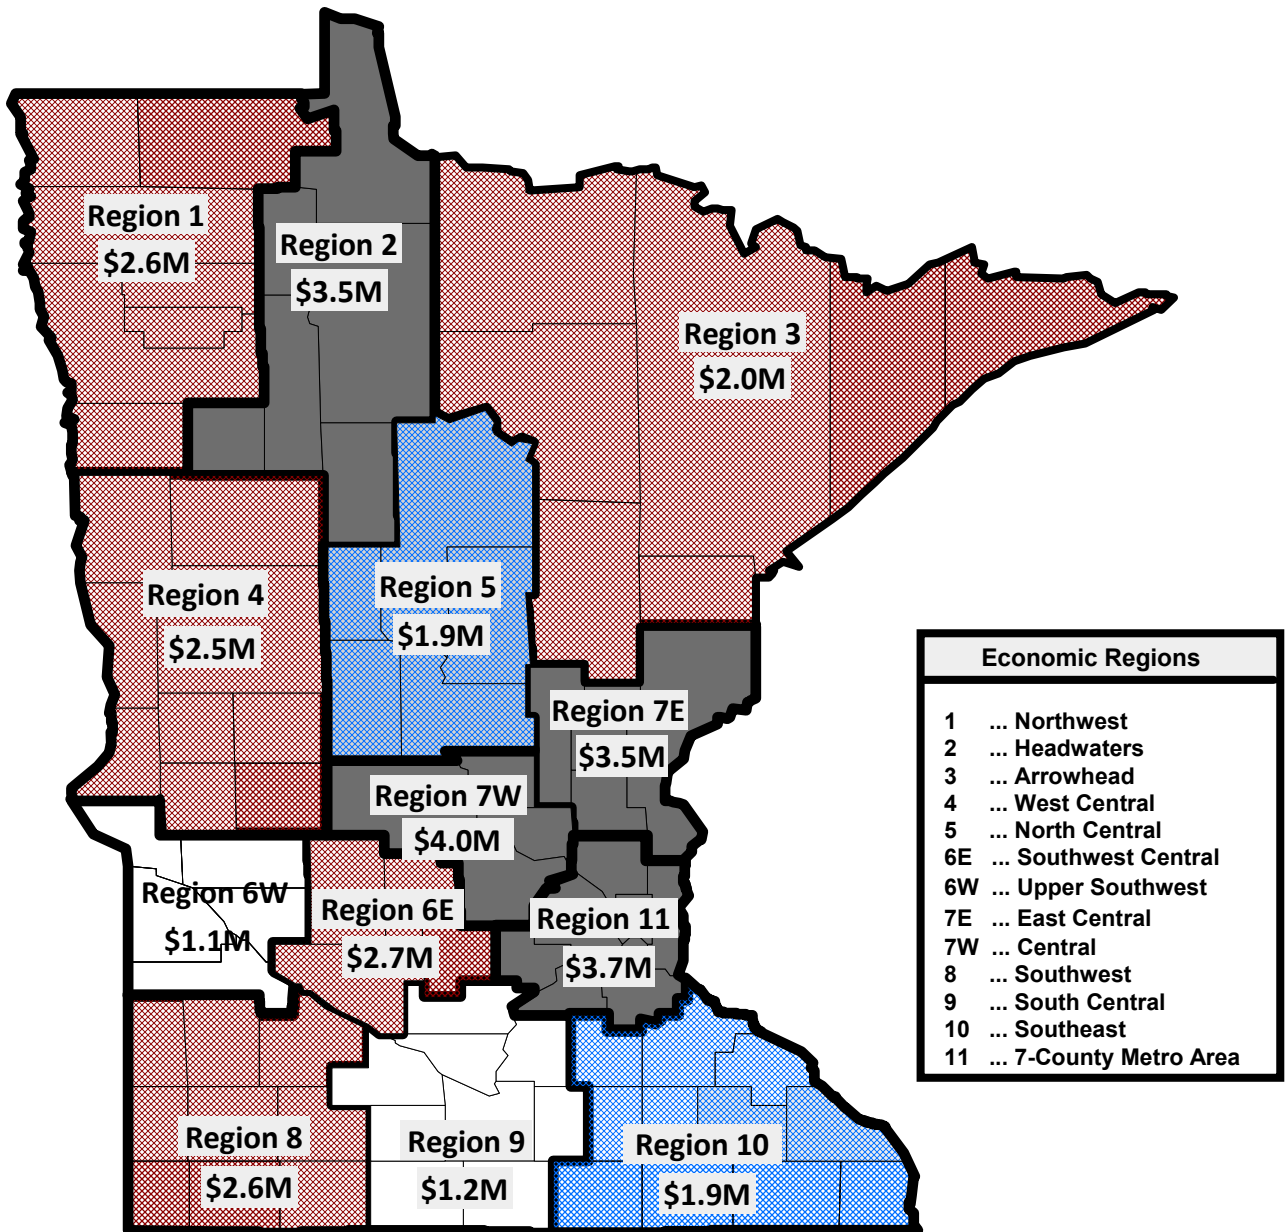 Region 1
$2.6M
Region 2
$3.5M
Region 3
$2.0M
Region 4
$2.5M
Region 5
$1.9M
Region 7E
$3.5M
Region 7W
$4.0M
Region 6W
$1.1M
Region 6E
$2.7M
Region 11
$3.7M
Region 8
$2.6M
Region 9
$1.2M
Region 10
$1.9M
Economic Regions
1 ... Northwest
2 ... Headwaters
3 ... Arrowhead
4 ... West Central
5 ... North Central
6E ... Southwest Central
6W ... Upper Southwest
7E ... East Central
7W ... Central
8 ... Southwest
9 ... South Central
10 ... Southeast
11 ... 7-County Metro Area